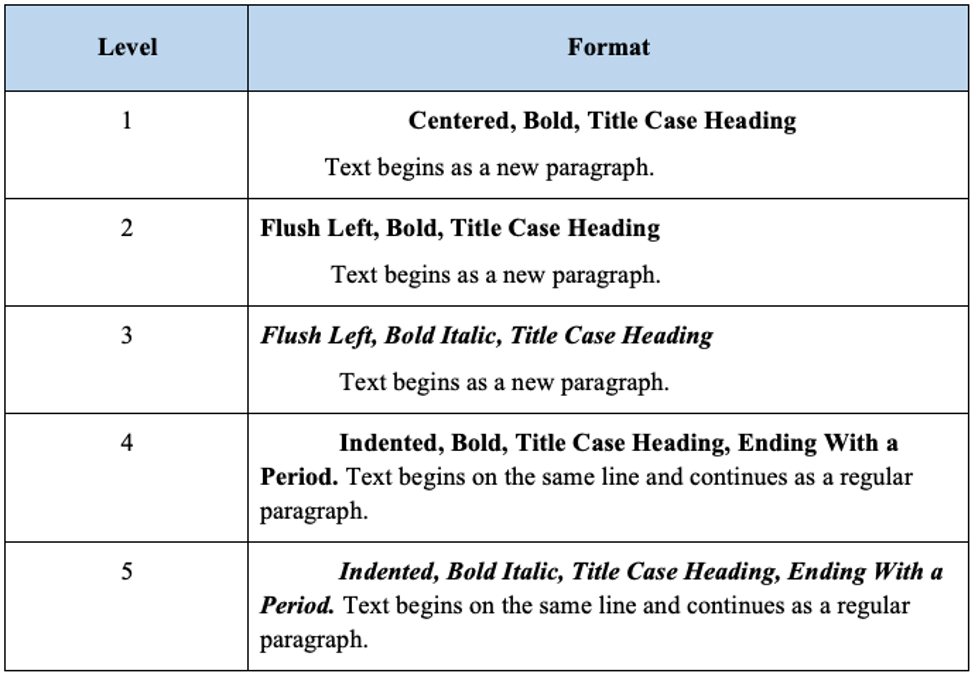 Level Format
1 Centered, Bold, Title Case Heading
Text begins as a new paragraph.
2 Flush Left, Bold, Title Case Heading
Text begins as a new paragraph.
3 Flush Left, Bold Italic, Title Case Heading
Text begins as a new paragraph.
4 Indented, Bold, Title Case Heading, Ending With a
Period. Text begins on the same line and continues as a regular
paragraph.
5 Indented, Bold Italic, Title Case Heading, Ending With a
Period. Text begins on the same line and continues as a regular
paragraph.